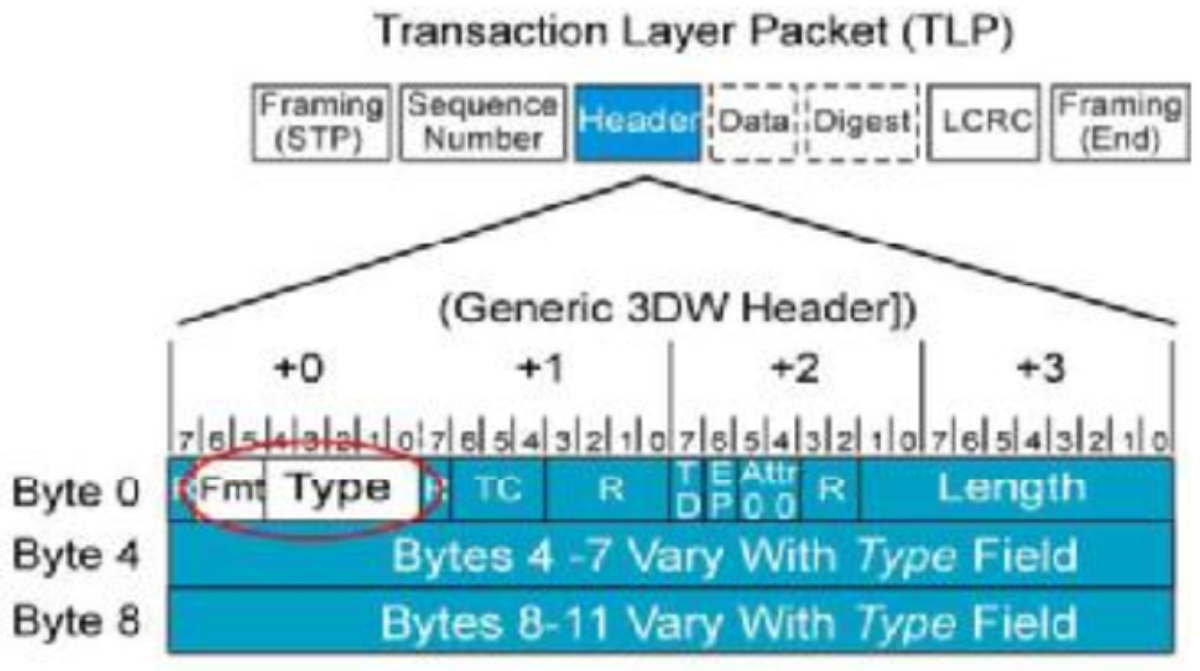 Transaction Layer Packet (TLP)
Framing (STP) Sequence Number Header Data Digest LCRC Framing (End)
(Generic 3DW Header])
+0 +1 +2 +3
7 6 5 4 3 2 1 0 7 6 5 4 3 2 1 0 7 6 5 4 3 2 1 0 7 6 5 4 3 2 1 0
Byte 0 Fmt Type R TC R TD EP Attr 0 0 R Length
Byte 4 Bytes 4 -7 Vary With Type Field
Byte 8 Bytes 8-11 Vary With Type Field